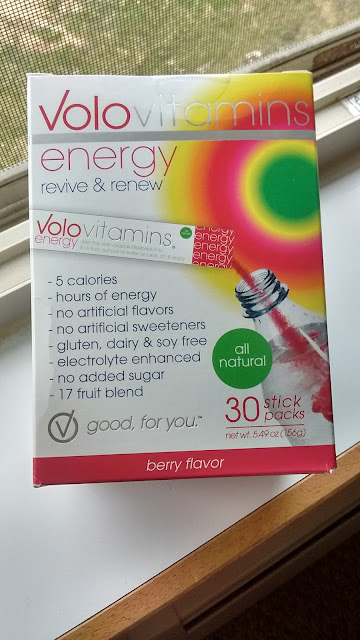 Volo vitamins
energy
revive & renew
Volo vitamins
energy
energy
energy
energy
energy
energy
- 5 calories
- hours of energy
- no artificial flavors
- no artificial sweeteners
- gluten, dairy & soy free
- electrolyte enhanced
- no added sugar
- 17 fruit blend
all
natural
good, for you.™
30 stick
packs
net wt. 5.49 oz (156g)
berry flavor